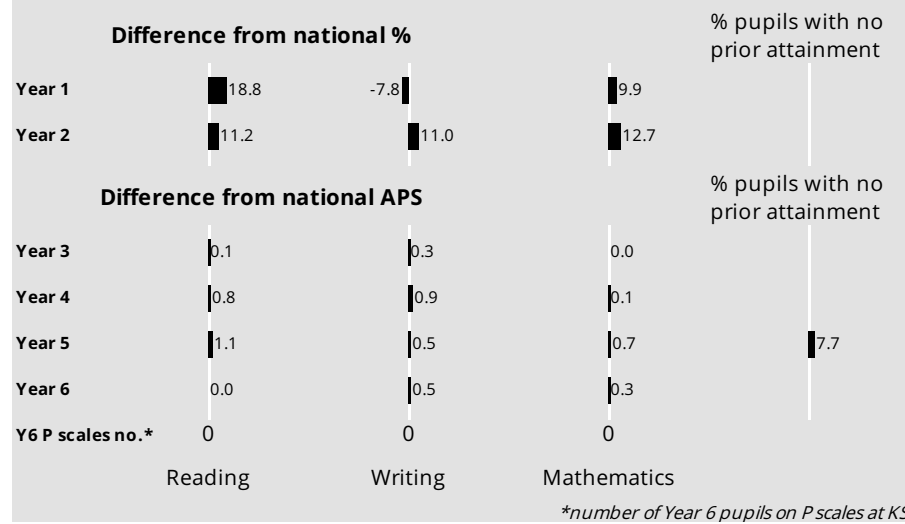 Difference from national %
% pupils with no
prior attainment
Year 1 18.8 -7.8 9.9
Year 2 11.2 11.0 12.7
Difference from national APS
% pupils with no
prior attainment
Year 3 0.1 0.3 0.0
Year 4 0.8 0.9 0.1
Year 5 1.1 0.5 0.7 7.7
Year 6 0.0 0.5 0.3
Y6 P scales no.* 0 0 0
Reading Writing Mathematics
*number of Year 6 pupils on P scales at KS